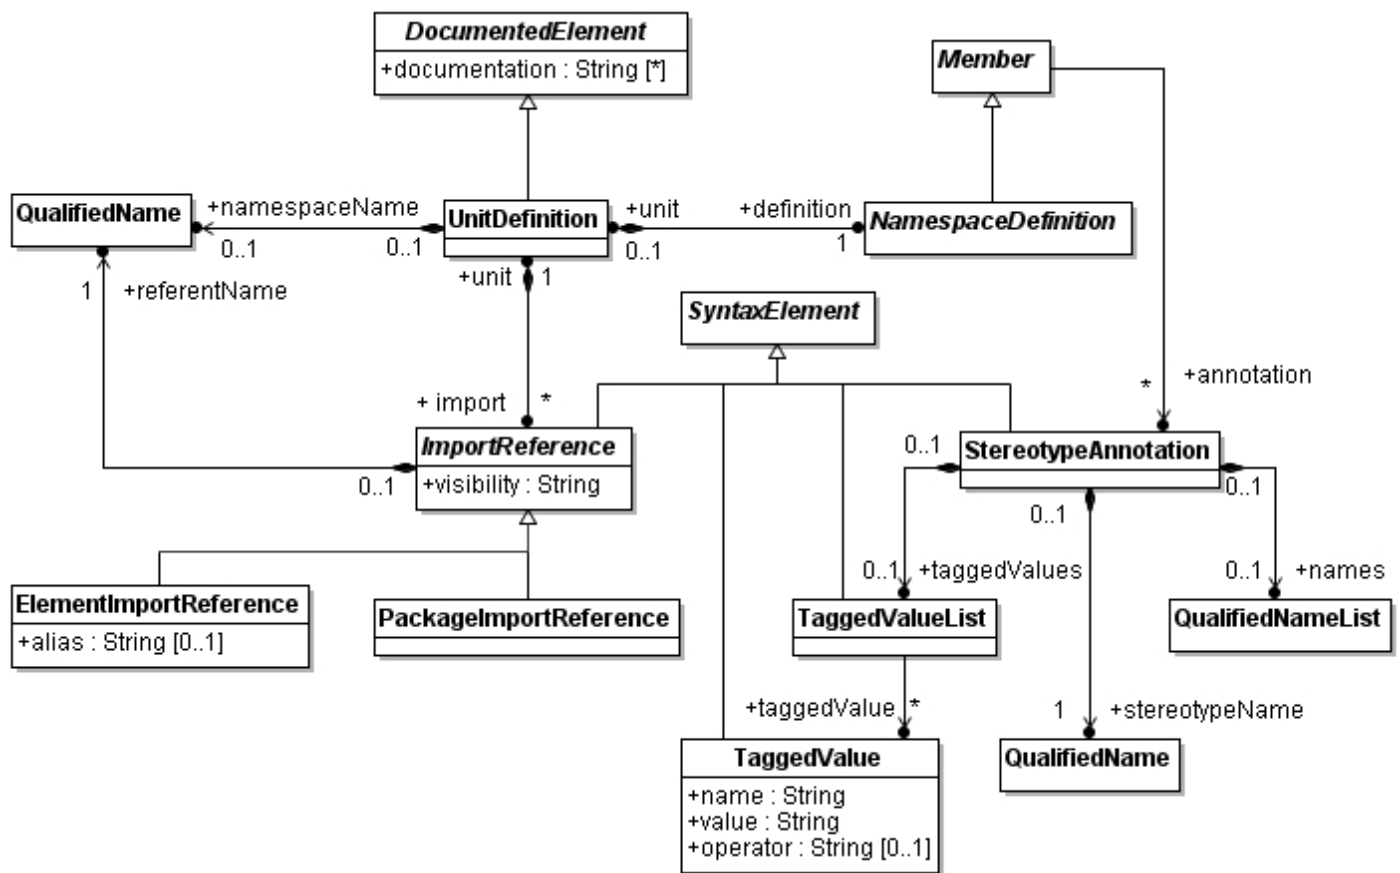 DocumentedElement
+documentation : String [*]
Member
QualifiedName
+namespaceName
0..1
0..1
UnitDefinition
+unit
0..1
+definition
1
NamespaceDefinition
1
+referentName
+unit
1
SyntaxElement
+ import
*
+annotation
*
ImportReference
+visibility : String
0..1
StereotypeAnnotation
0..1
0..1
0..1
ElementImportReference
+alias : String [0..1]
PackageImportReference
0..1
+taggedValues
TaggedValueList
0..1
+names
QualifiedNameList
+taggedValue
*
1
+stereotypeName
TaggedValue
+name : String
+value : String
+operator : String [0..1]
QualifiedName